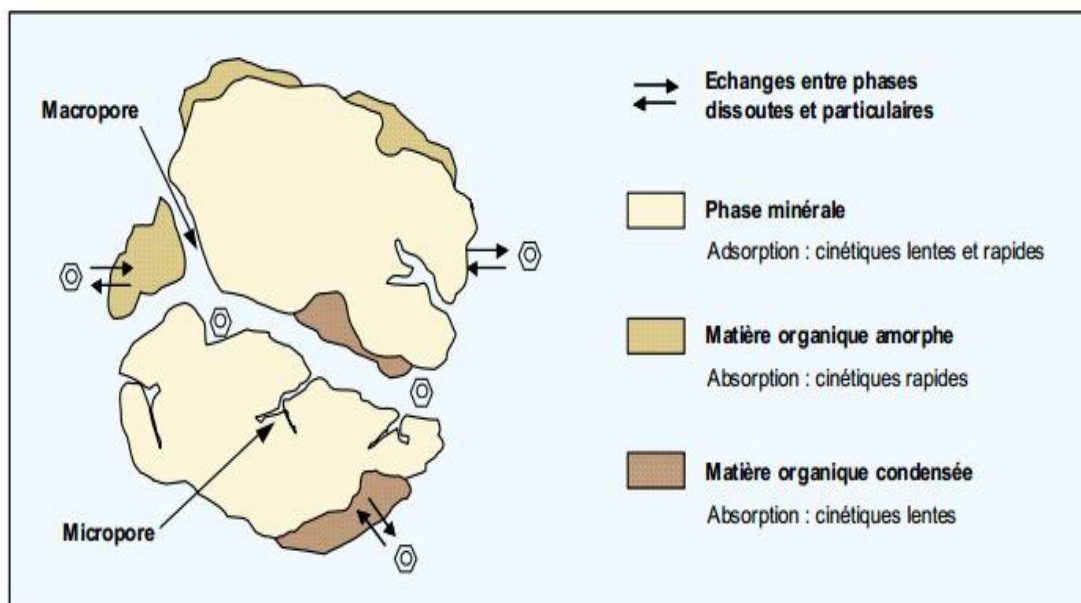 Macropore
Micropore
Echanges entre phases
dissoutes et particulaires
Phase minérale
Adsorption : cinétiques lentes et rapides
Matière organique amorphe
Absorption : cinétiques rapides
Matière organique condensée
Absorption : cinétiques lentes